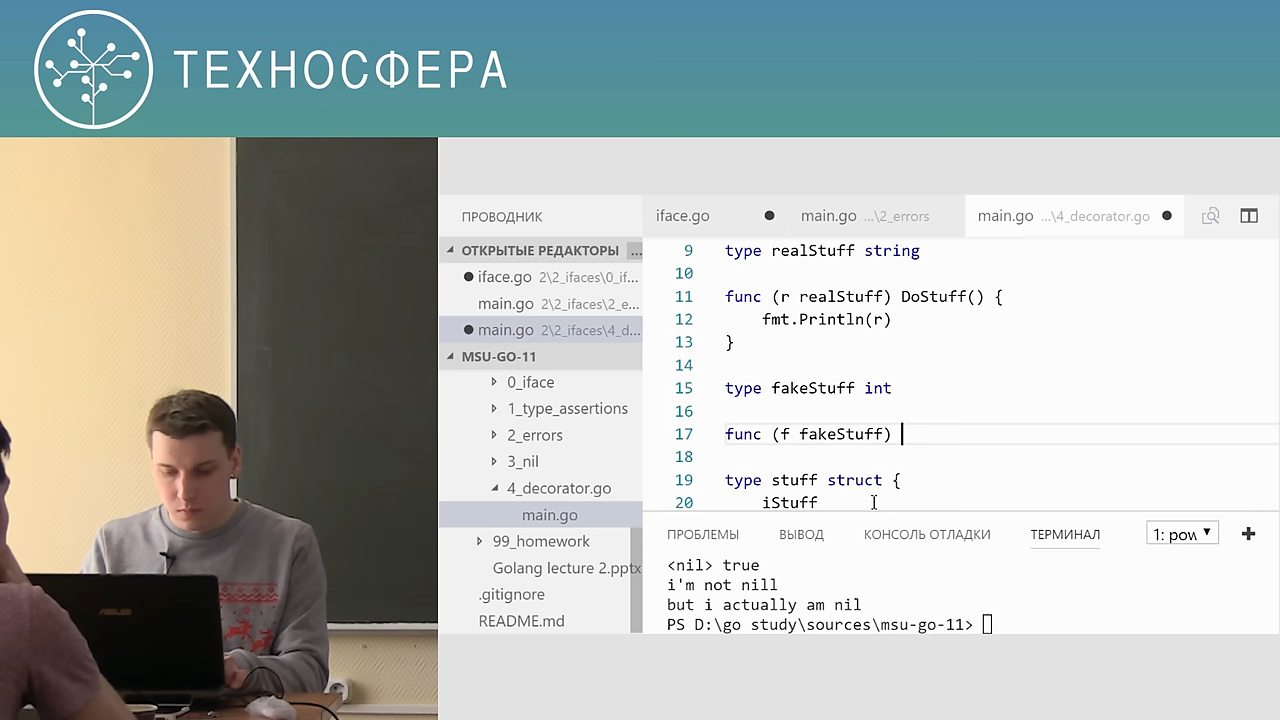 ТЕХНОСФЕРА
ПРОВОДНИК
ОТКРЫТЫЕ РЕДАКТОРЫ ...
iface.go 2\2_ifaces\0_if...
main.go 2\2_ifaces\2_e...
main.go 2\2_ifaces\4_d...
MSU-GO-11
0_iface
1_type_assertions
2_errors
3_nil
4_decorator.go
main.go
99_homework
Golang lecture 2.pptx
.gitignore
README.md
iface.go
main.go ...\2_errors
main.go ...\4_decorator.go
9 type realStuff string
10
11 func (r realStuff) DoStuff() {
12 fmt.Println(r)
13 }
14
15 type fakeStuff int
16
17 func (f fakeStuff)
18
19 type stuff struct {
20 iStuff
ПРОБЛЕМЫ ВЫВОД КОНСОЛЬ ОТЛАДКИ ТЕРМИНАЛ 1: pow
<nil> true
i'm not nill
but i actually am nil
PS D:\go study\sources\msu-go-11>
ASUS